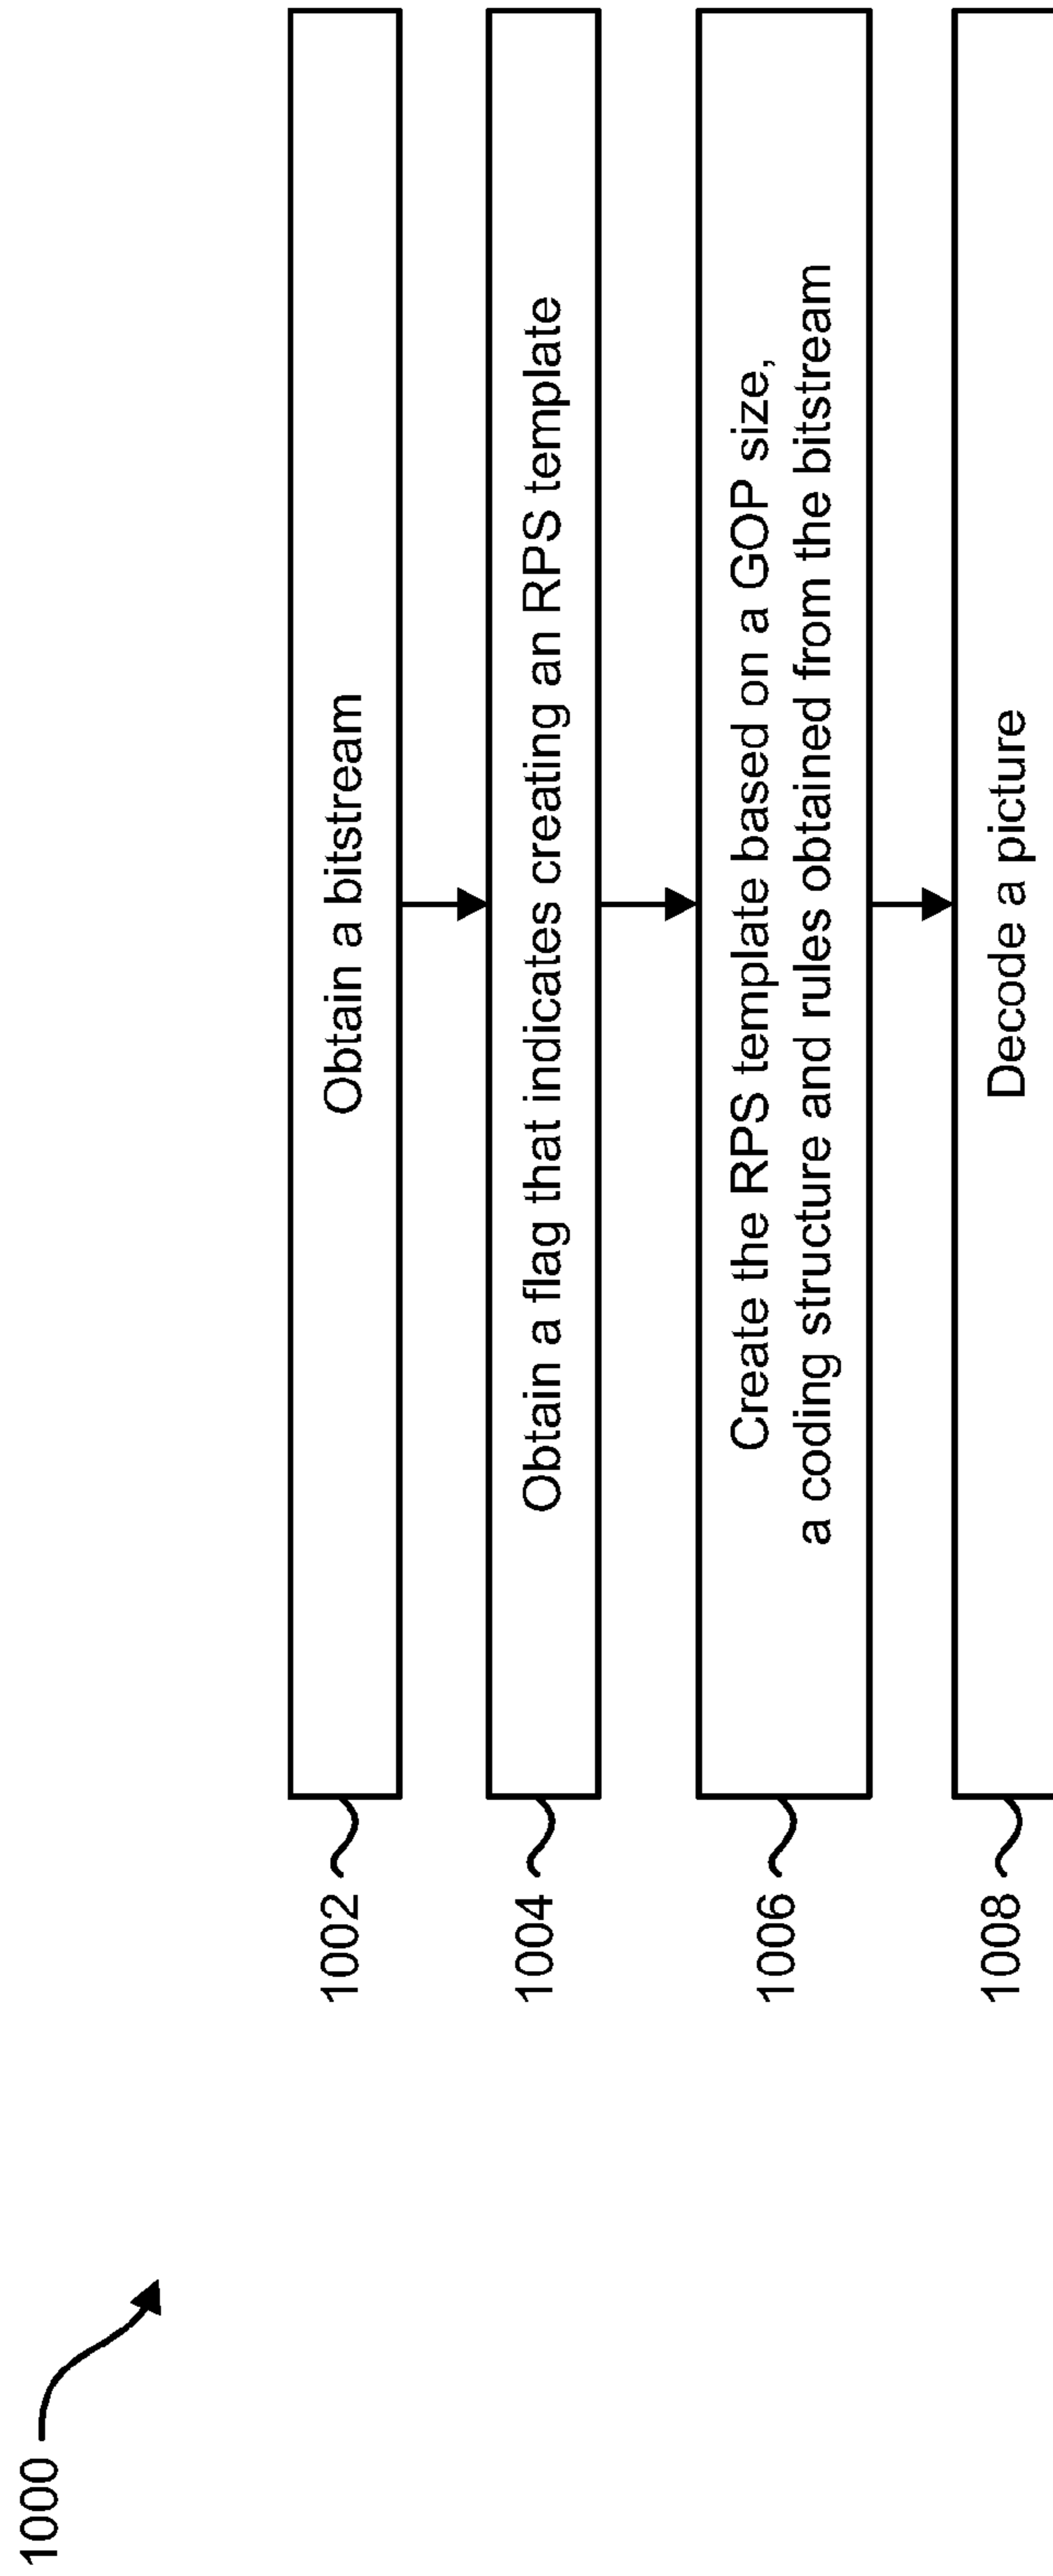 1000
1002
Obtain a bitstream
1004
Obtain a flag that indicates creating an RPS template
1006
Create the RPS template based on a GOP size,
a coding structure and rules obtained from the bitstream
1008
Decode a picture